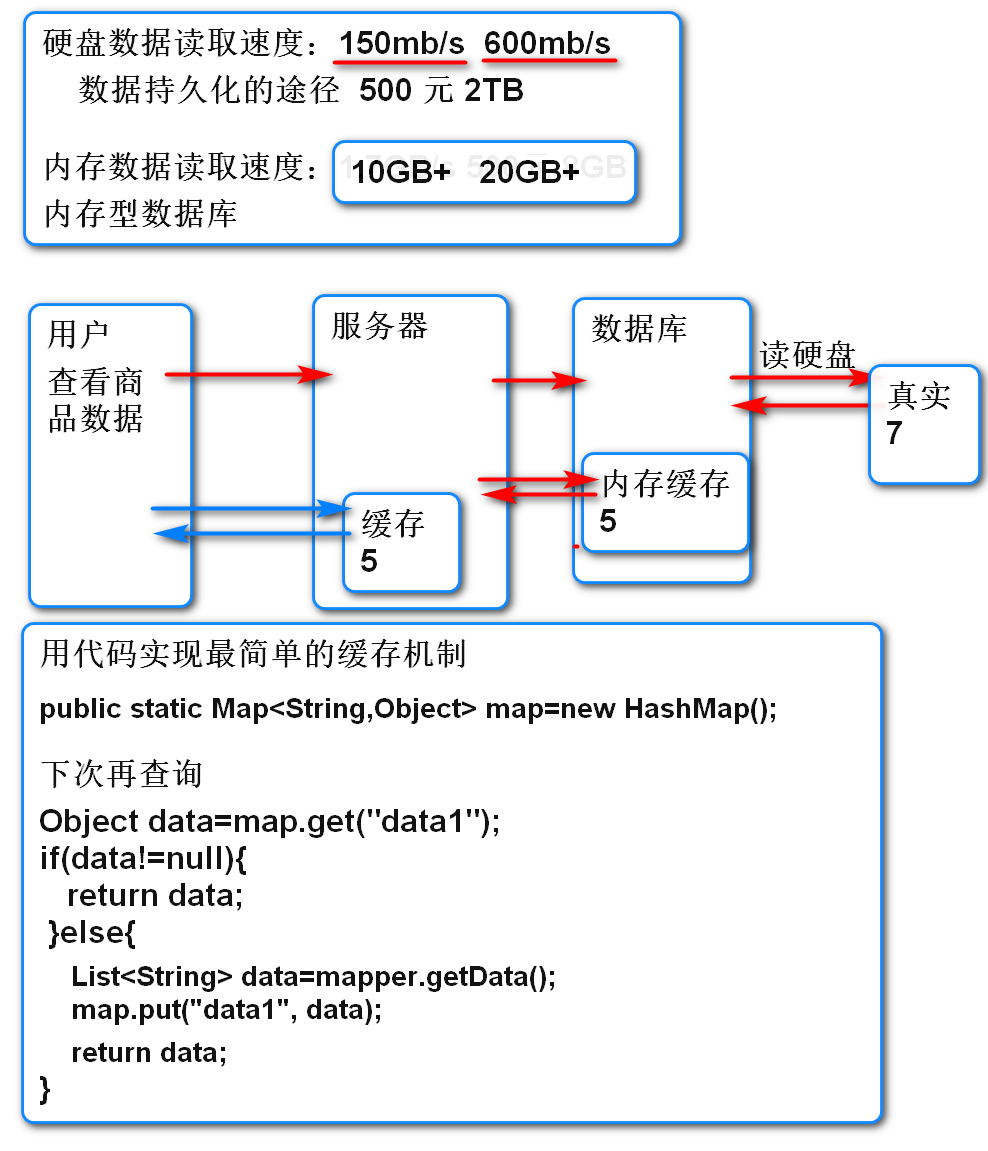 硬盘数据读取速度：150mb/s 600mb/s
数据持久化的途径 500 元 2TB
内存数据读取速度：10GB+ 20GB+
内存型数据库
用户
查看商
品数据
服务器
缓存
5
数据库
内存缓存
5
读硬盘
真实
7
用代码实现最简单的缓存机制
public static Map<String,Object> map=new HashMap();
下次再查询
Object data=map.get("data1");
if(data!=null){
return data;
}else{
List<String> data=mapper.getData();
map.put("data1", data);
return data;
}